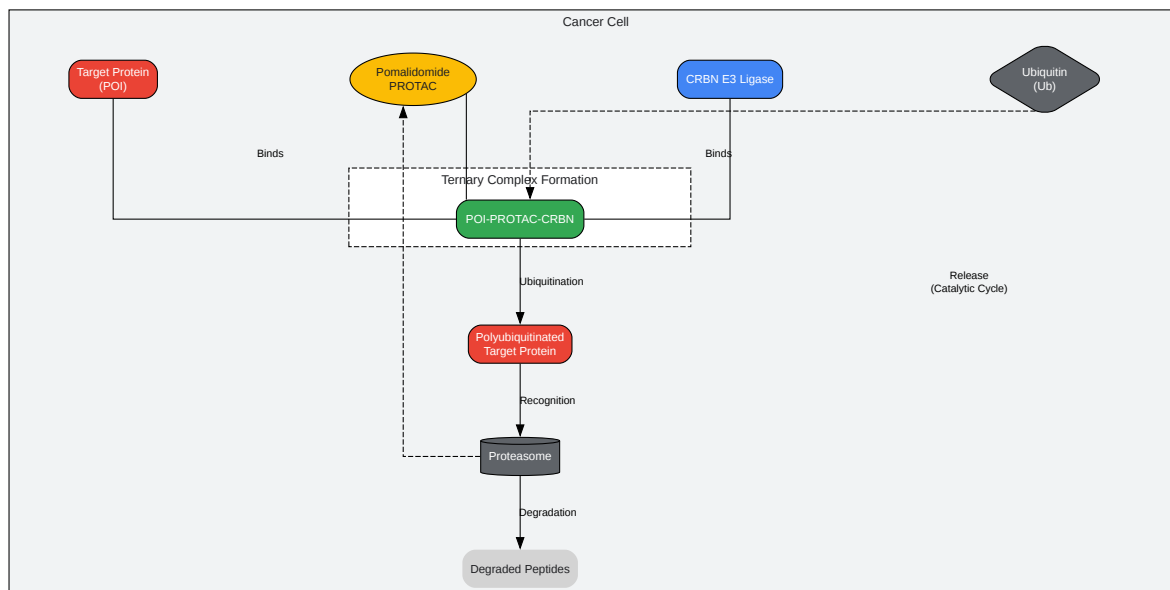 Cancer Cell
Target Protein
(POI)
Pomalidomide
PROTAC
CRBN E3 Ligase
Ubiquitin
(Ub)
Binds
Binds
Ternary Complex Formation
POI-PROTAC-CRBN
Ubiquitination
Release
(Catalytic Cycle)
Polyubiquitinated
Target Protein
Recognition
Proteasome
Degradation
Degraded Peptides